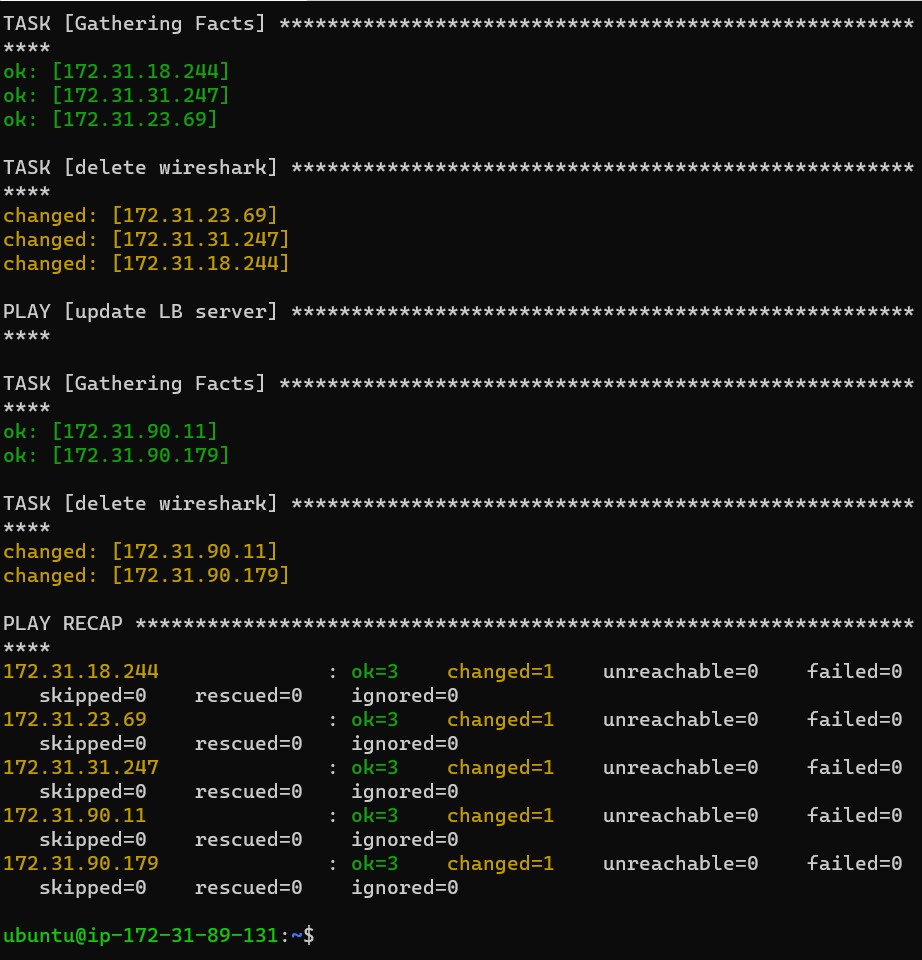 TASK [Gathering Facts] *****************************************************
****
ok: [172.31.18.244]
ok: [172.31.31.247]
ok: [172.31.23.69]
TASK [delete wireshark] ****************************************************
****
changed: [172.31.23.69]
changed: [172.31.31.247]
changed: [172.31.18.244]
PLAY [update LB server] ****************************************************
****
TASK [Gathering Facts] *****************************************************
****
ok: [172.31.90.11]
ok: [172.31.90.179]
TASK [delete wireshark] ****************************************************
****
changed: [172.31.90.11]
changed: [172.31.90.179]
PLAY RECAP *****************************************************************
****
172.31.18.244              : ok=3    changed=1    unreachable=0    failed=0
   skipped=0    rescued=0    ignored=0
172.31.23.69               : ok=3    changed=1    unreachable=0    failed=0
   skipped=0    rescued=0    ignored=0
172.31.31.247              : ok=3    changed=1    unreachable=0    failed=0
   skipped=0    rescued=0    ignored=0
172.31.90.11               : ok=3    changed=1    unreachable=0    failed=0
   skipped=0    rescued=0    ignored=0
172.31.90.179              : ok=3    changed=1    unreachable=0    failed=0
   skipped=0    rescued=0    ignored=0
ubuntu@ip-172-31-89-131:~$